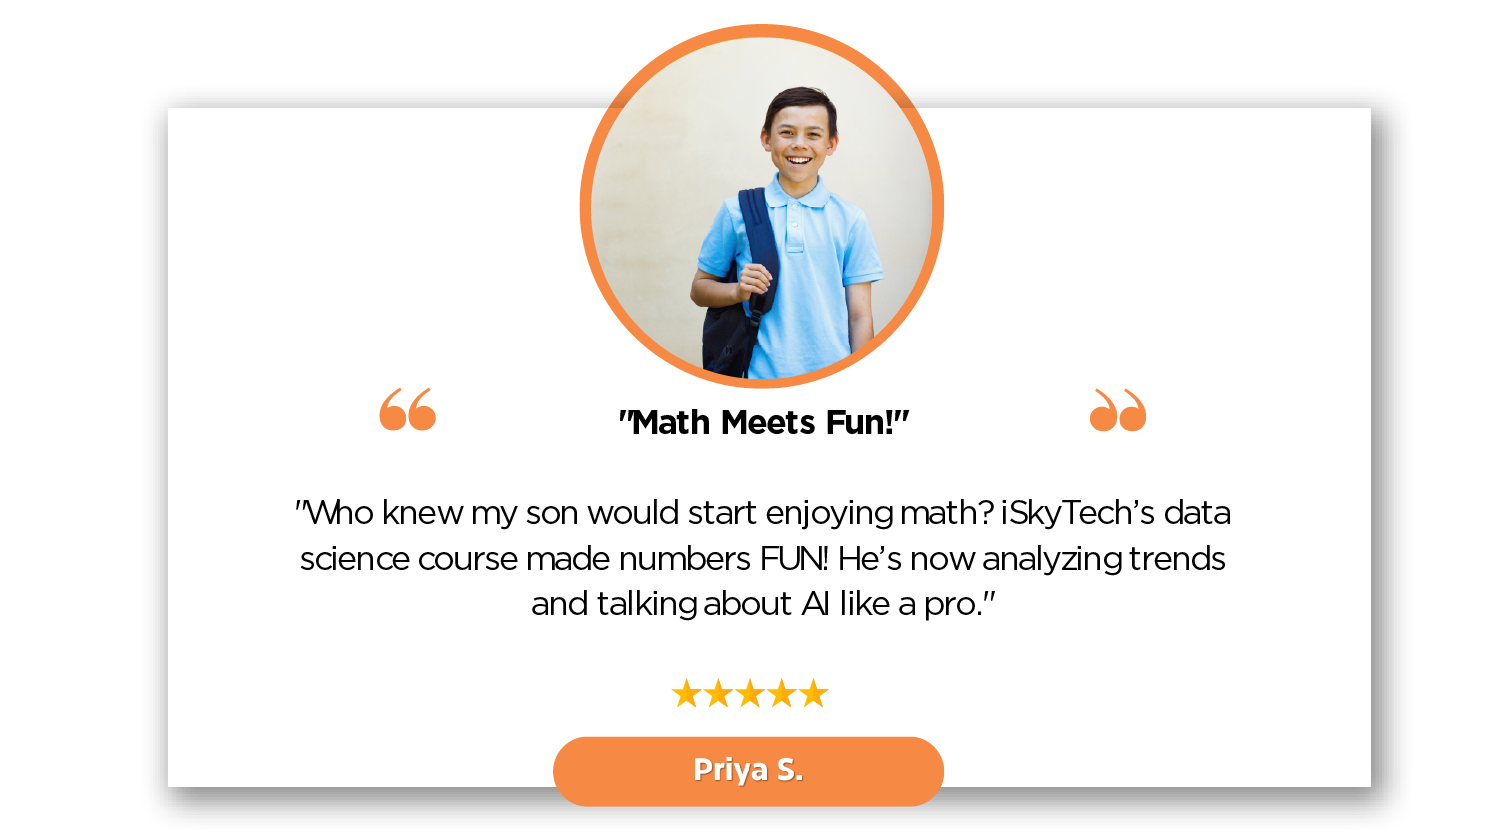 "Math Meets Fun!"
"Who knew my son would start enjoying math? iSkyTech’s data
science course made numbers FUN! He’s now analyzing trends
and talking about AI like a pro."
Priya S.